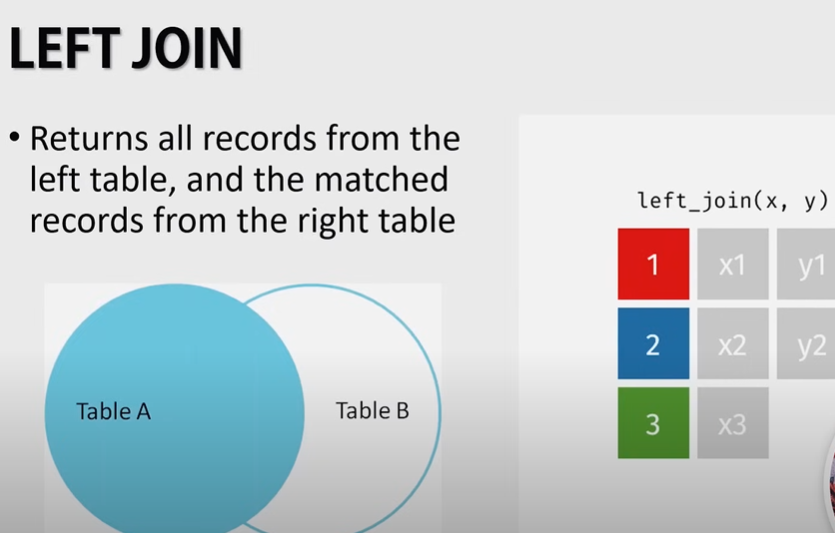 LEFT JOIN
• Returns all records from the
left table, and the matched
records from the right table
Table A
Table B
left_join(x, y)
1 x1 y1
2 x2 y2
3 x3